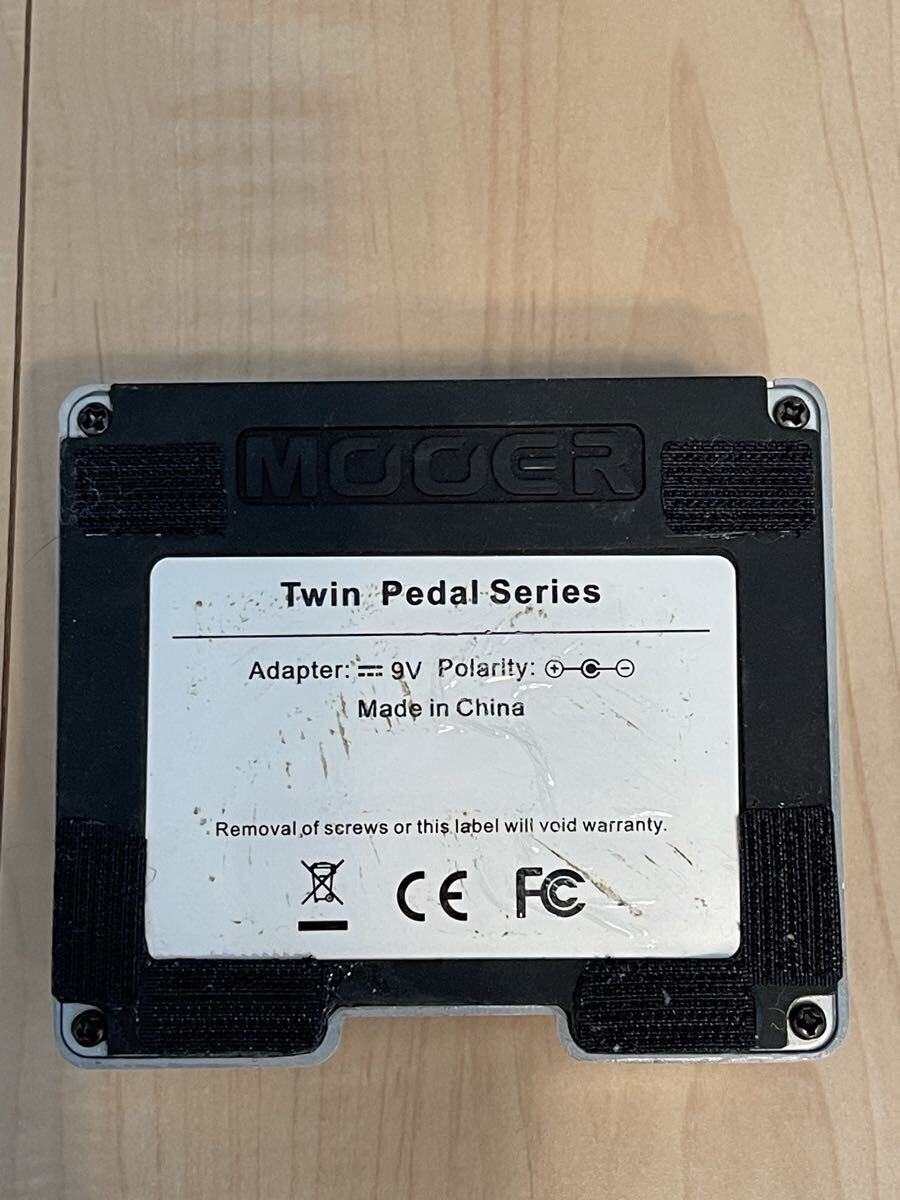 MOOER
Twin Pedal Series
Adapter: ⎓ 9V Polarity:
Made in China
Removal of screws or this label will void warranty.
CE FC